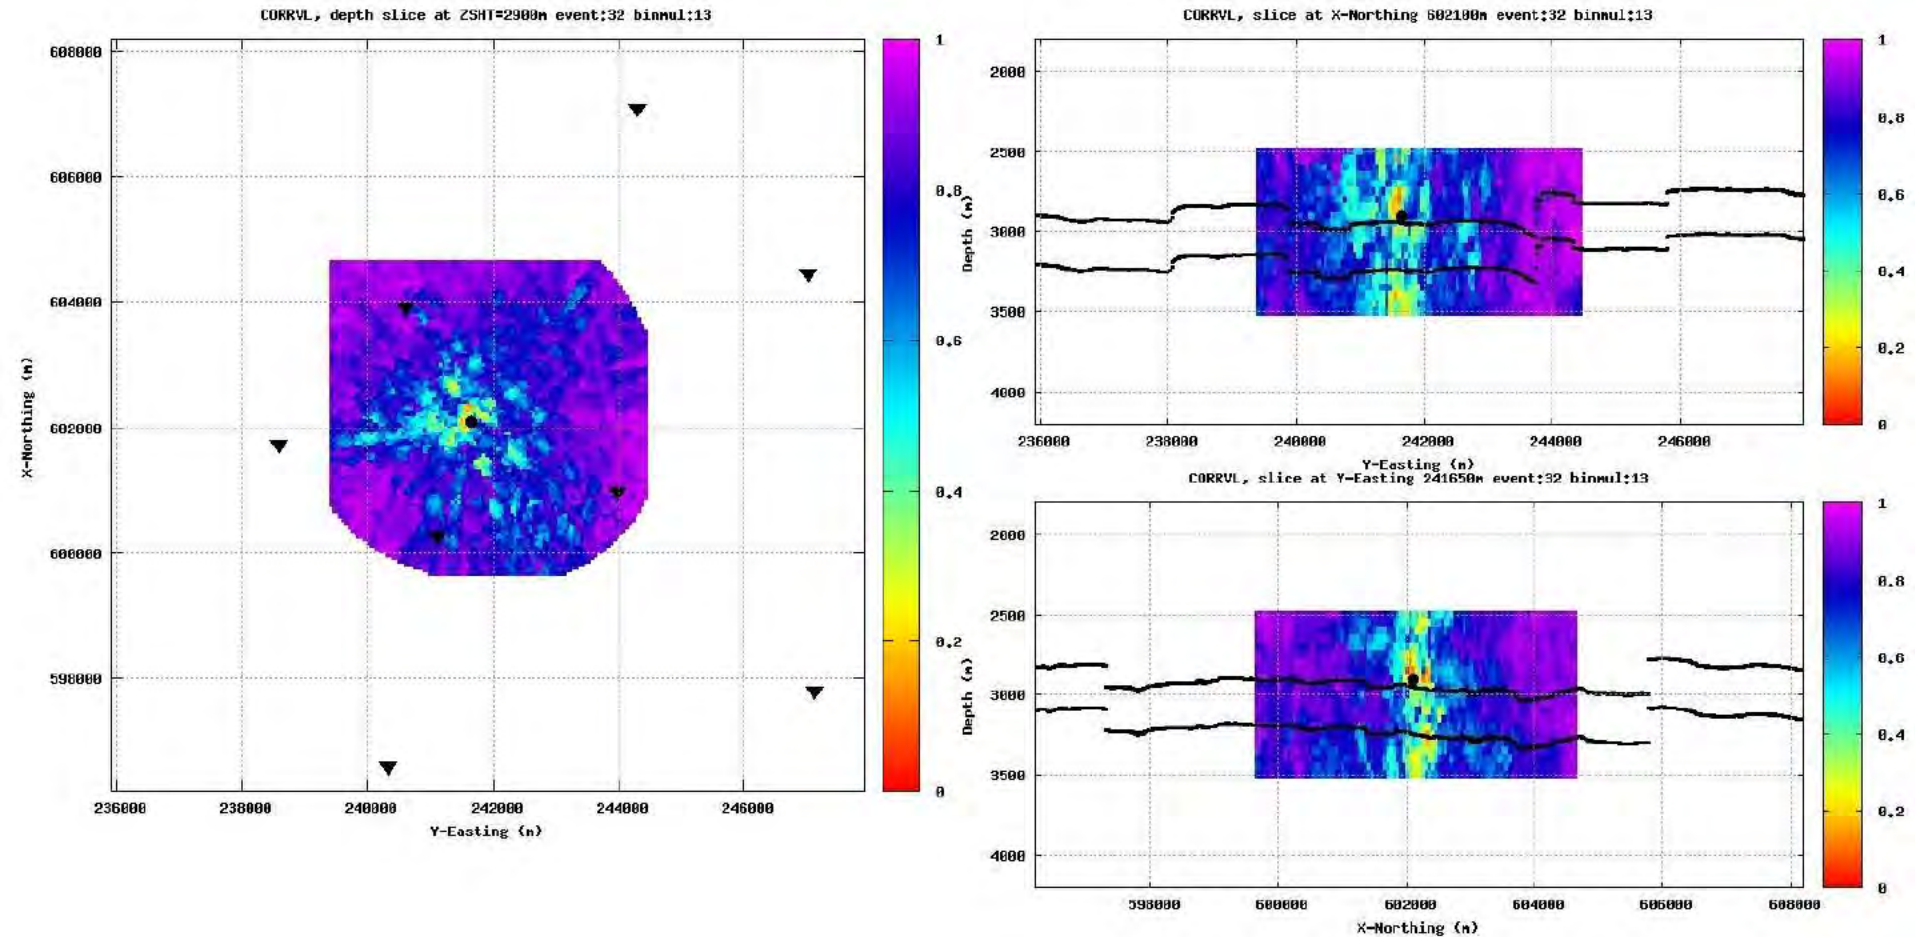 CORRVL, depth slice at ZSHT=2900m event:32 binmul:13
608000
606000
604000
602000
600000
598000
X-Northing (m)
236000 238000 240000 242000 244000 246000
Y-Easting (m)
1
0.8
0.6
0.4
0.2
0
CORRVL, slice at X-Northing 602100m event:32 binmul:13
2000
2500
3000
3500
4000
Depth (m)
236000 238000 240000 242000 244000 246000
Y-Easting (m)
1
0.8
0.6
0.4
0.2
0
CORRVL, slice at Y-Easting 241650m event:32 binmul:13
2000
2500
3000
3500
4000
Depth (m)
598000 600000 602000 604000 606000 608000
X-Northing (m)
1
0.8
0.6
0.4
0.2
0